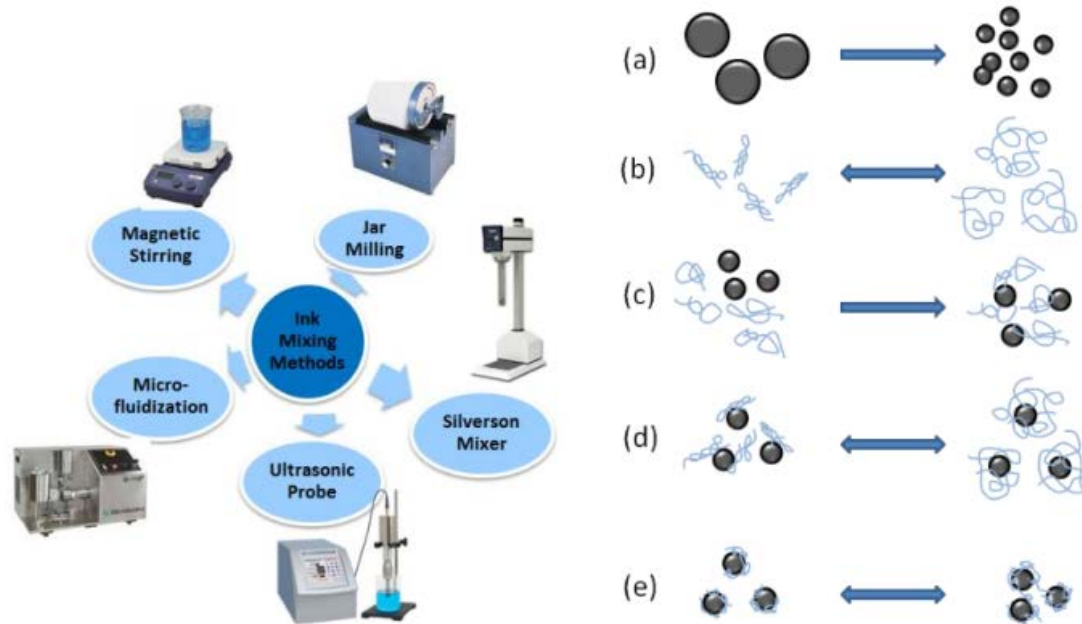 Magnetic
Stirring
Jar
Milling
Ink
Mixing
Methods
Micro-
fluidization
Silverson
Mixer
Ultrasonic
Probe
(a)
(b)
(c)
(d)
(e)